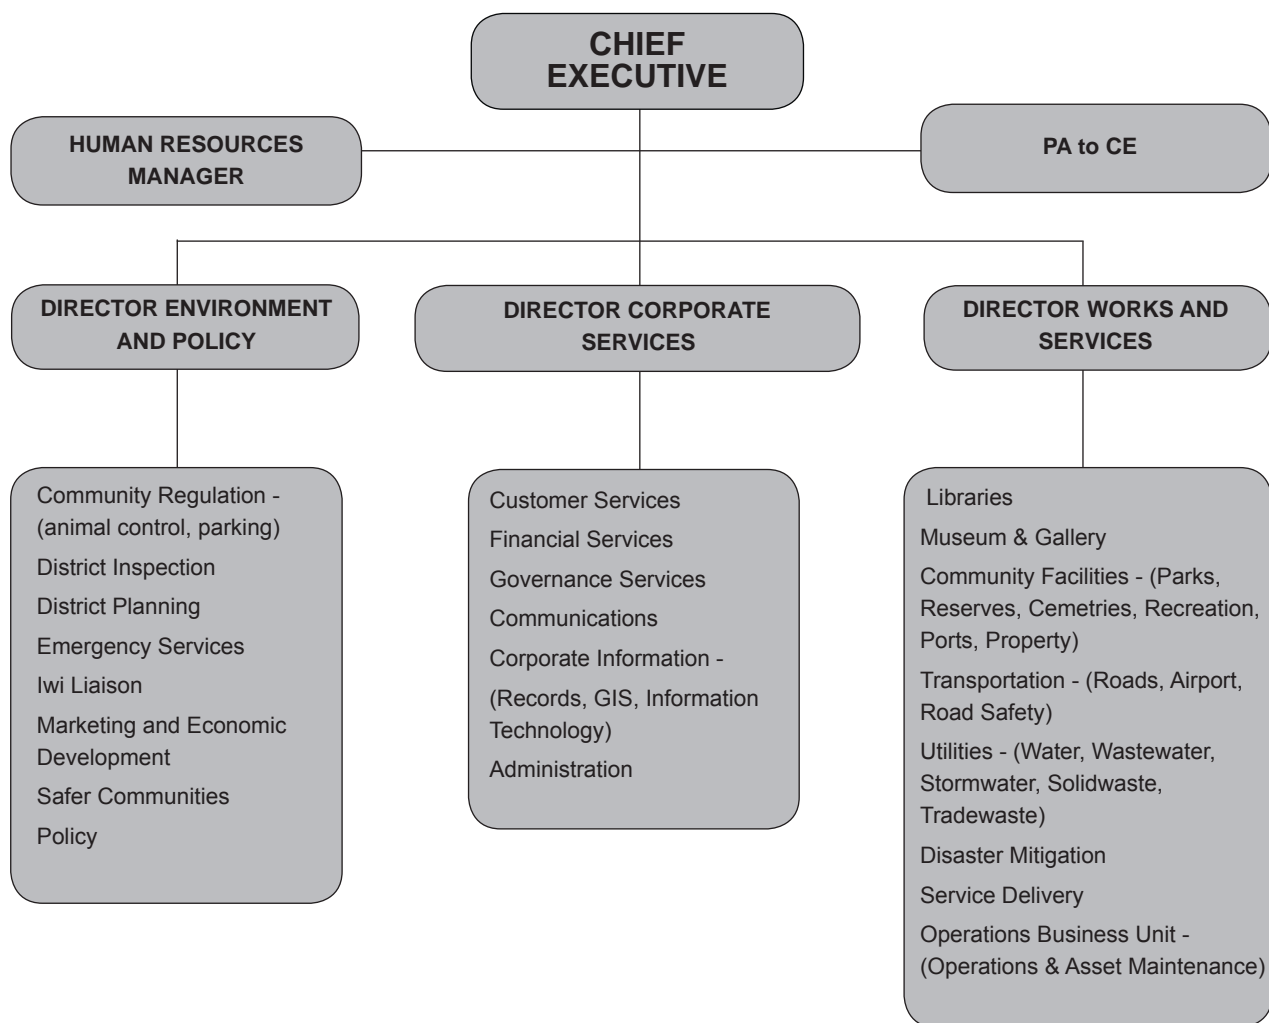 CHIEF
EXECUTIVE
HUMAN RESOURCES
MANAGER
PA to CE
DIRECTOR ENVIRONMENT
AND POLICY
DIRECTOR CORPORATE
SERVICES
DIRECTOR WORKS AND
SERVICES
Community Regulation -
(animal control, parking)
District Inspection
District Planning
Emergency Services
Iwi Liaison
Marketing and Economic
Development
Safer Communities
Policy
Customer Services
Financial Services
Governance Services
Communications
Corporate Information -
(Records, GIS, Information
Technology)
Administration
Libraries
Museum & Gallery
Community Facilities - (Parks,
Reserves, Cemetries, Recreation,
Ports, Property)
Transportation - (Roads, Airport,
Road Safety)
Utilities - (Water, Wastewater,
Stormwater, Solidwaste,
Tradewaste)
Disaster Mitigation
Service Delivery
Operations Business Unit -
(Operations & Asset Maintenance)